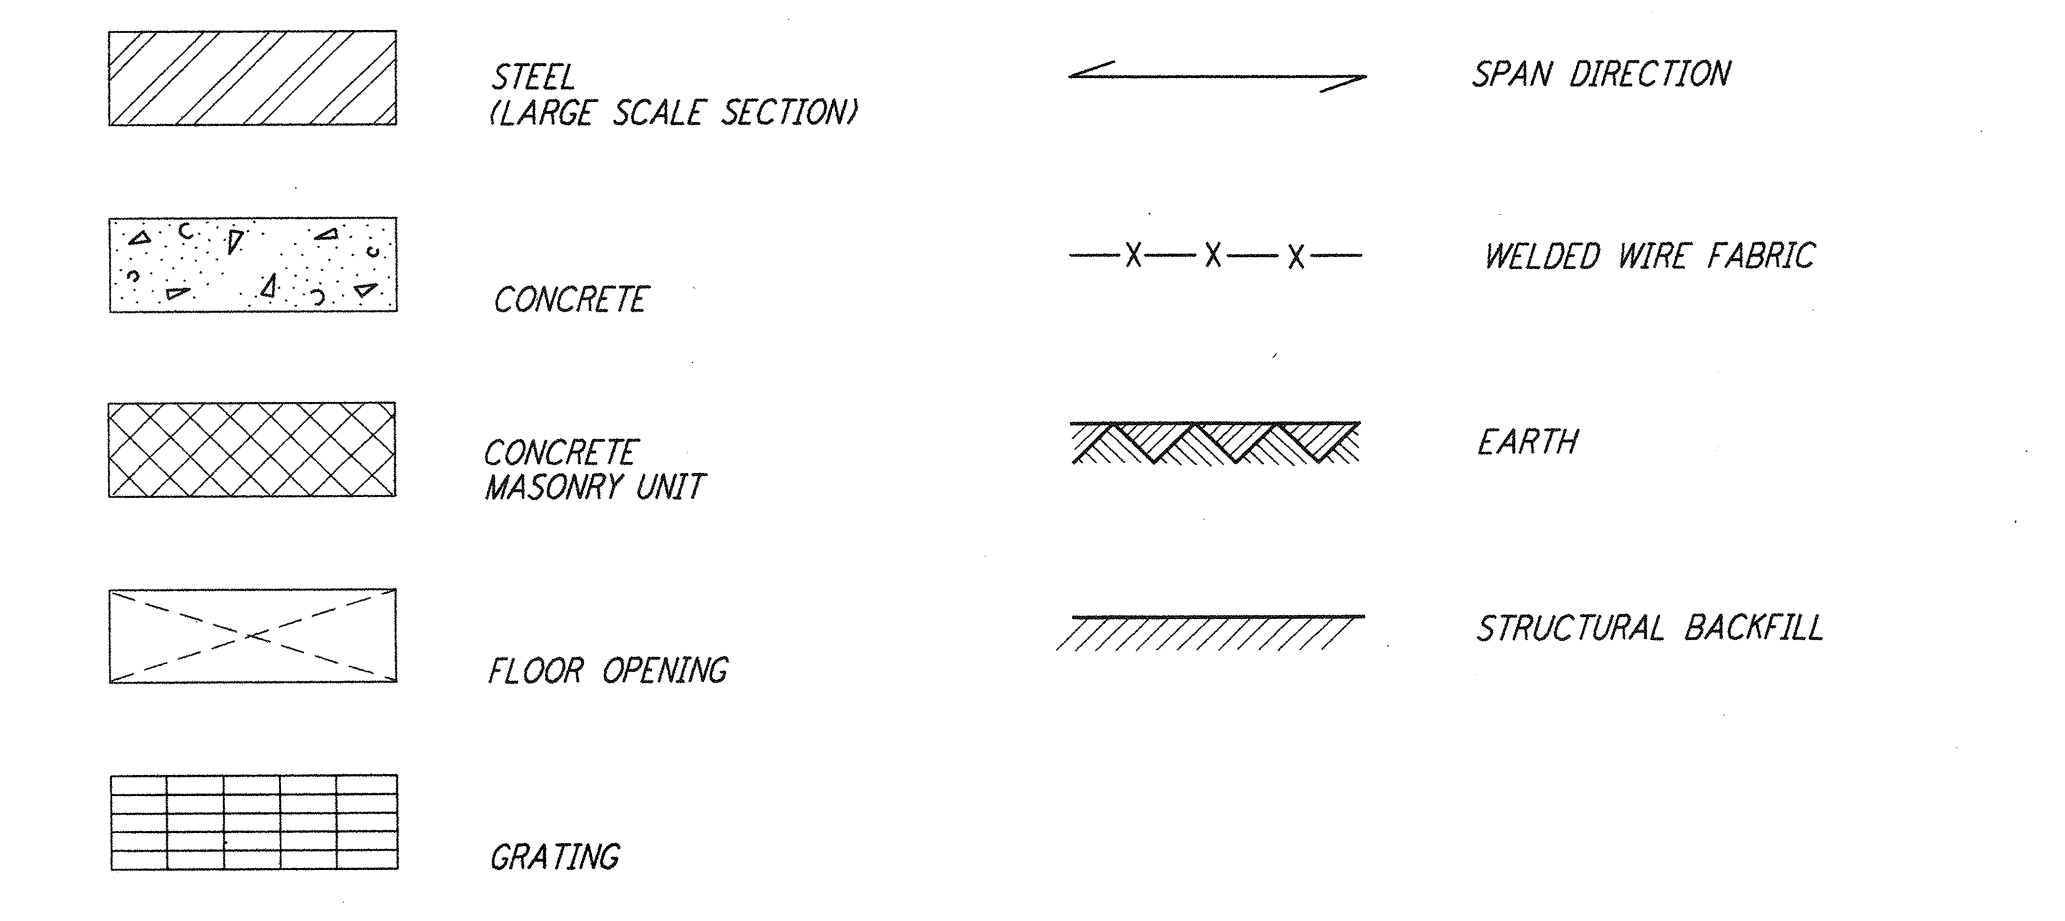 STEEL
(LARGE SCALE SECTION)
CONCRETE
CONCRETE
MASONRY UNIT
FLOOR OPENING
GRATING
SPAN DIRECTION
X X X
WELDED WIRE FABRIC
EARTH
STRUCTURAL BACKFILL